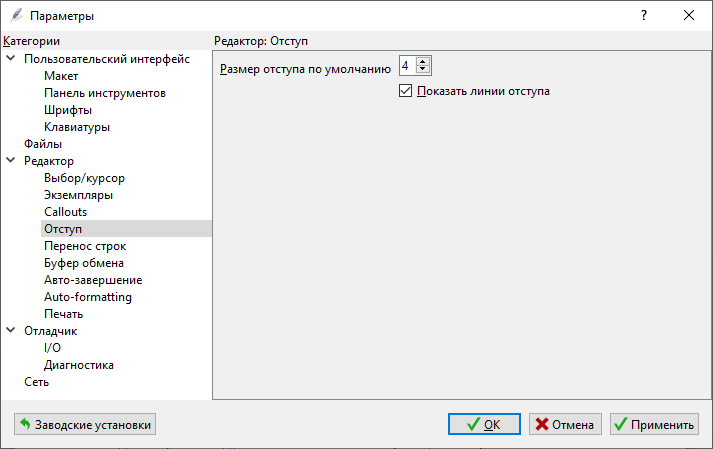 Параметры
?
Категории
Редактор: Отступ
Пользовательский интерфейс
Макет
Панель инструментов
Шрифты
Клавиатуры
Файлы
Редактор
Выбор/курсор
Экземпляры
Callouts
Отступ
Перенос строк
Буфер обмена
Авто-завершение
Auto-formatting
Печать
Отладчик
I/O
Диагностика
Сеть
Размер отступа по умолчанию 4
Показать линии отступа
Заводские установки
OK
Отмена
Применить